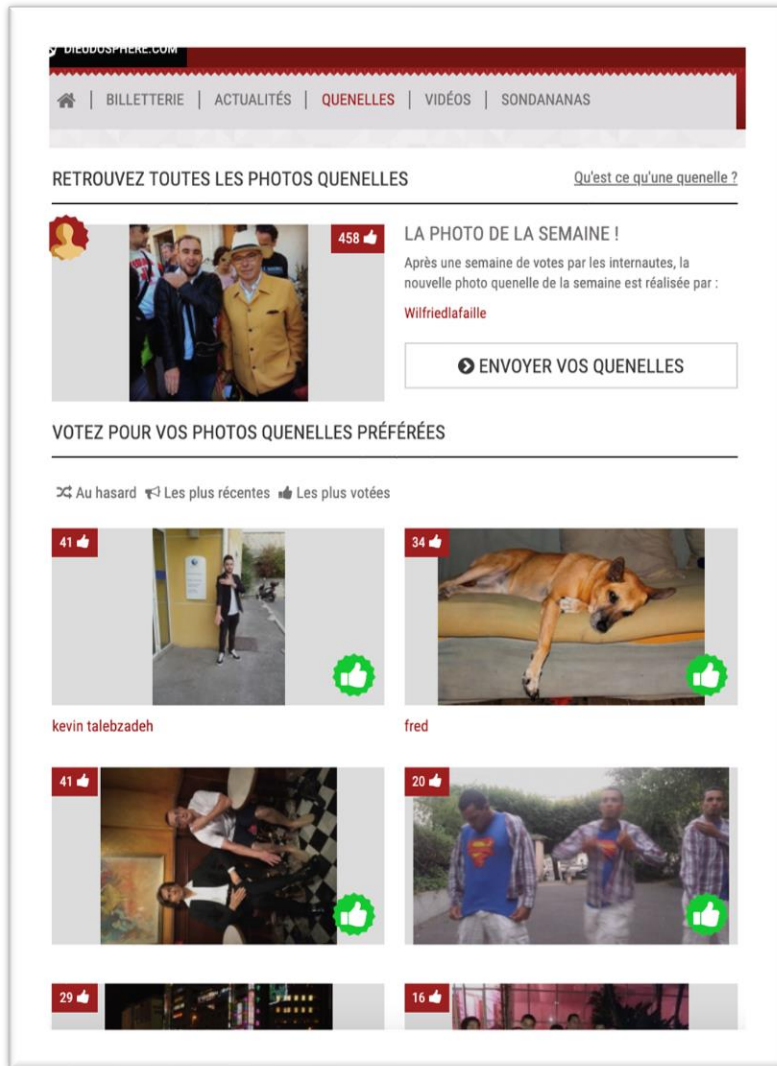 DIEUDOSPHERE.COM
BILLETTERIE | ACTUALITÉS | QUENELLES | VIDÉOS | SONDANANAS
RETROUVEZ TOUTES LES PHOTOS QUENELLES
Qu'est ce qu'une quenelle ?
458
LA PHOTO DE LA SEMAINE !
Après une semaine de votes par les internautes, la
nouvelle photo quenelle de la semaine est réalisée par :
Wilfriedlafaille
ENVOYER VOS QUENELLES
VOTEZ POUR VOS PHOTOS QUENELLES PRÉFÉRÉES
Au hasard Les plus récentes Les plus votées
41
34
kevin talebzadeh
fred
41
20
29
16